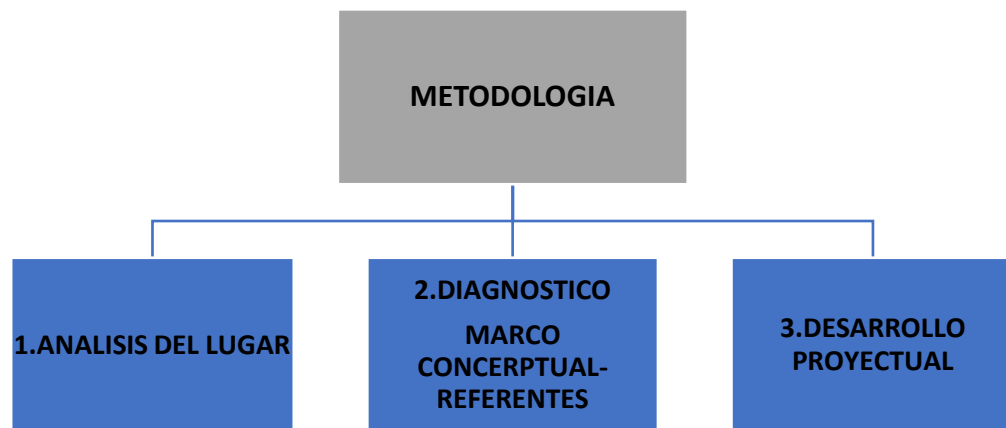 METODOLOGIA
1.ANALISIS DEL LUGAR
2.DIAGNOSTICO
MARCO
CONCERPTUAL-
REFERENTES
3.DESARROLLO
PROYECTUAL